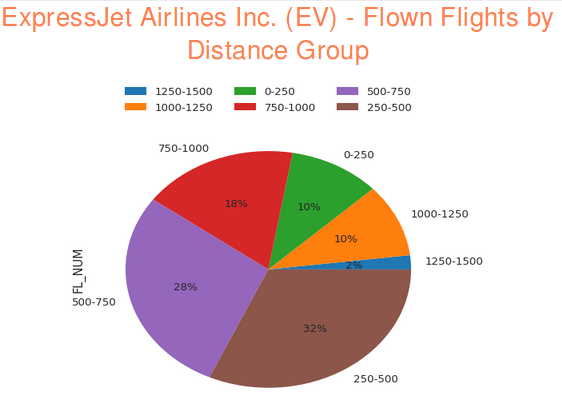 ExpressJet Airlines Inc. (EV) - Flown Flights by
Distance Group
1250-1500 0-250 500-750
1000-1250 750-1000 250-500
750-1000
0-250
18%
10%
1000-1250
10%
1250-1500
2%
FL_NUM
28%
500-750
32%
250-500